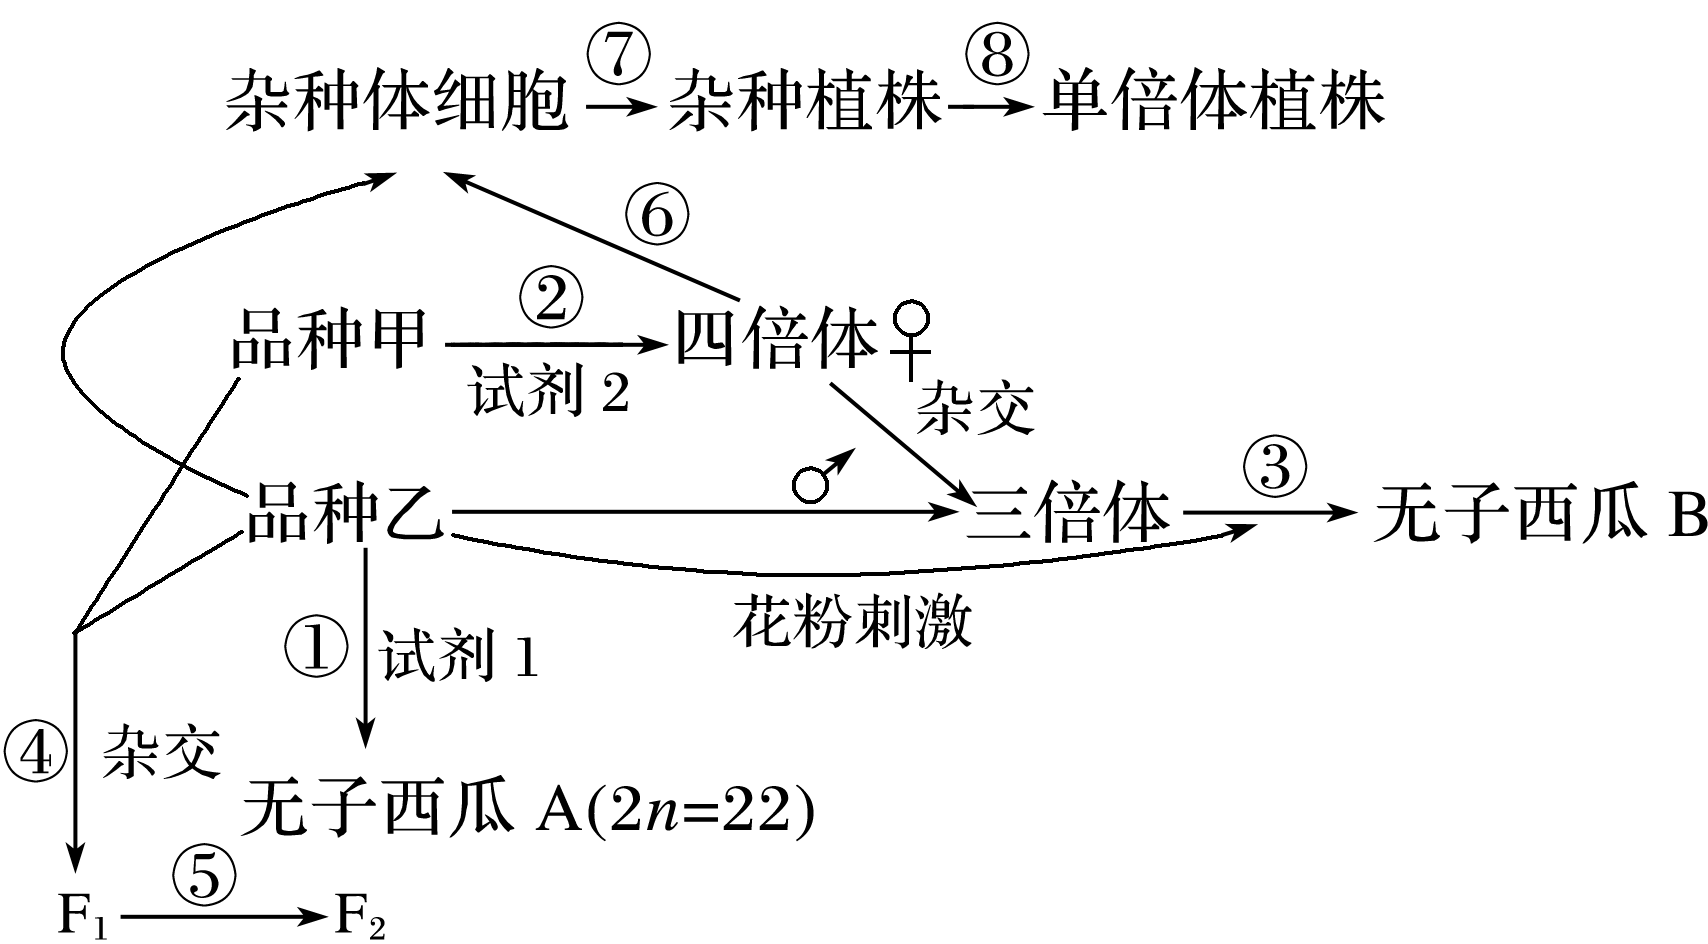 ⑦ ⑧
杂种体细胞 杂种植株 单倍体植株
⑥
②
品种甲 四倍体♀
试剂 2
杂交
♂ ③
品种乙 三倍体 无子西瓜 B
花粉刺激
① 试剂 1
④ 杂交
无子西瓜 A(2n=22)
⑤
F₁ F₂